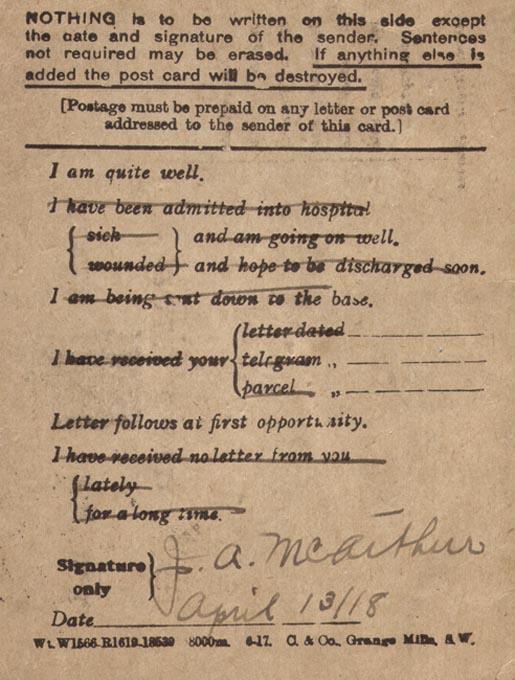 NOTHING is to be written on this side except
the date and signature of the sender. Sentences
not required may be erased. If anything else is
added the post card will be destroyed.
[Postage must be prepaid on any letter or post card
addressed to the sender of this card.]
I am quite well.
I have been admitted into hospital
sick and am going on well.
wounded and hope to be discharged soon.
I am being sent down to the base.
letter dated
I have received your telegram „
parcel „
Letter follows at first opportunity.
I have received no letter from you
lately
for a long time.
Signature
only
J. A. McArthur
Date April 13/18
Wt. W1566-R1619-18539 8000m. 6-17. C. & Co., Grange Mills, S.W.